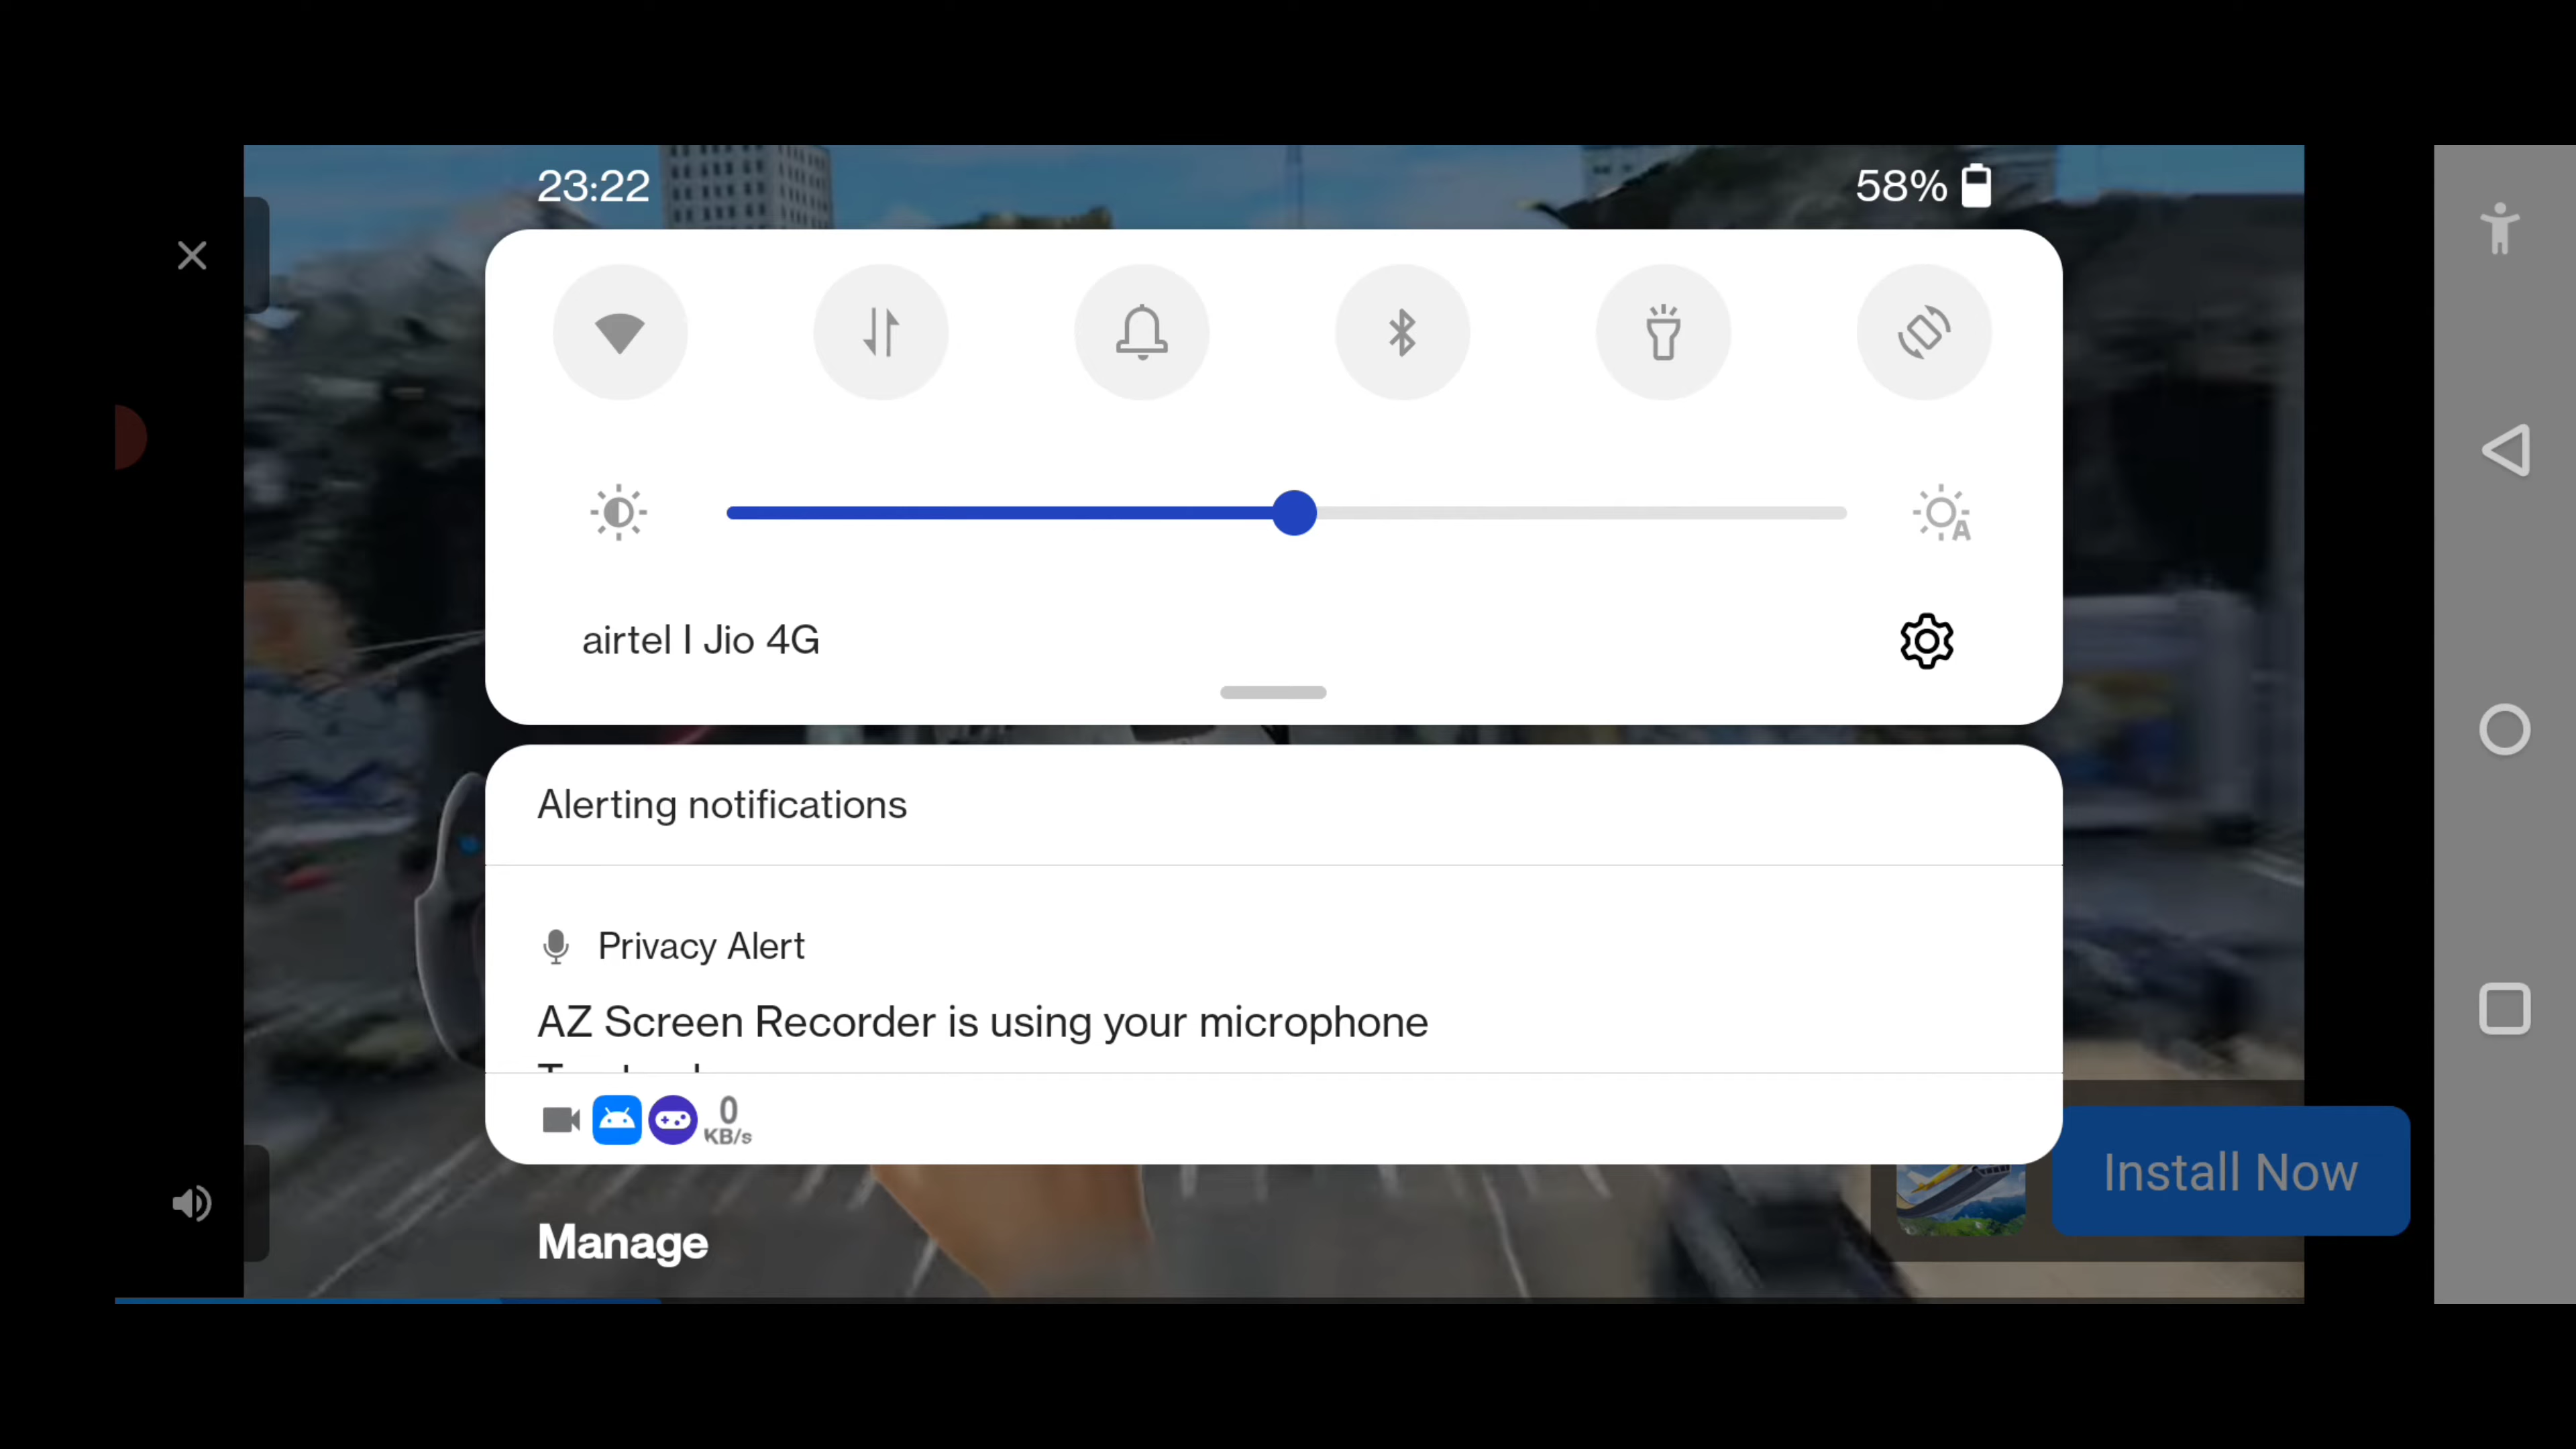 23:22
58%
A
airtel I Jio 4G
Alerting notifications
Privacy Alert
AZ Screen Recorder is using your microphone
0
KB/s
Install Now
Manage